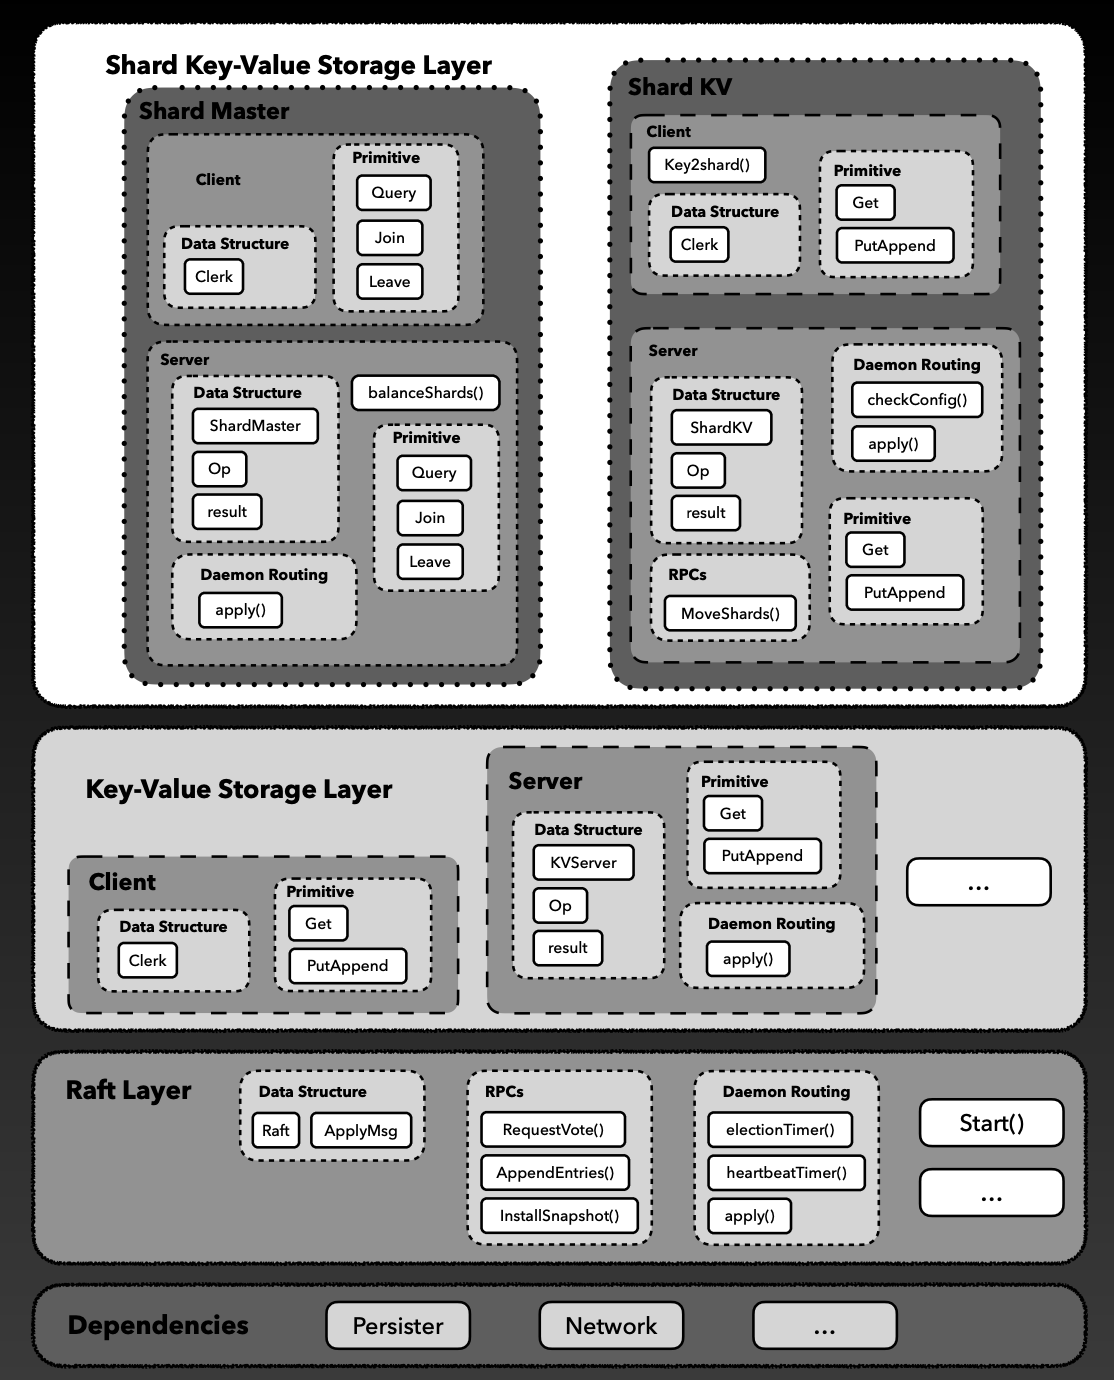 Shard Key-Value Storage Layer
Shard Master
Client
Data Structure
Clerk
Primitive
Query
Join
Leave
Server
Data Structure
ShardMaster
Op
result
balanceShards()
Primitive
Query
Join
Leave
Daemon Routing
apply()
Shard KV
Client
Key2shard()
Data Structure
Clerk
Primitive
Get
PutAppend
Server
Data Structure
ShardKV
Op
result
RPCs
MoveShards()
Daemon Routing
checkConfig()
apply()
Primitive
Get
PutAppend
Key-Value Storage Layer
Client
Data Structure
Clerk
Primitive
Get
PutAppend
Server
Data Structure
KVServer
Op
result
Primitive
Get
PutAppend
Daemon Routing
apply()
...
Raft Layer
Data Structure
Raft
ApplyMsg
RPCs
RequestVote()
AppendEntries()
InstallSnapshot()
Daemon Routing
electionTimer()
heartbeatTimer()
apply()
Start()
...
Dependencies
Persister
Network
...